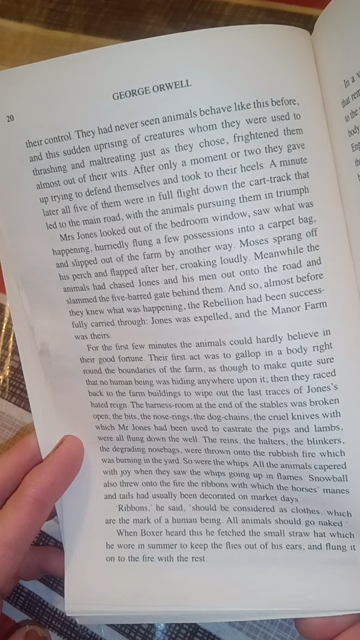 20
GEORGE ORWELL
their control. They had never seen animals behave like this before,
and this sudden uprising of creatures whom they were used to
thrashing and maltreating just as they chose, frightened them
almost out of their wits. After only a moment or two they gave
up trying to defend themselves and took to their heels. A minute
later all five of them were in full flight down the cart-track that
led to the main road, with the animals pursuing them in triumph
Mrs Jones looked out of the bedroom window, saw what was
happening, hurriedly flung a few possessions into a carpet bag,
and slipped out of the farm by another way. Moses sprang off
his perch and flapped after her, croaking loudly. Meanwhile the
animals had chased Jones and his men out onto the road and
slammed the five-barred gate behind them. And so, almost before
they knew what was happening, the Rebellion had been success-
fully carried through: Jones was expelled, and the Manor Farm
was theirs.
For the first few minutes the animals could hardly believe in
their good fortune. Their first act was to gallop in a body right
round the boundaries of the farm, as though to make quite sure
that no human being was hiding anywhere upon it; then they raced
back to the farm buildings to wipe out the last traces of Jones's
hated reign. The harness-room at the end of the stables was broken
open; the bits, the nose-rings, the dog-chains, the cruel knives with
which Mr Jones had been used to castrate the pigs and lambs,
were all flung down the well. The reins, the halters, the blinkers,
the degrading nosebags, were thrown onto the rubbish fire which
was burning in the yard. So were the whips. All the animals capered
with joy when they saw the whips going up in flames. Snowball
also threw onto the fire the ribbons with which the horses' manes
and tails had usually been decorated on market days.
'Ribbons,' he said, 'should be considered as clothes, which
are the mark of a human being. All animals should go naked.'
When Boxer heard this he fetched the small straw hat which
he wore in summer to keep the flies out of his ears, and flung it
on to the fire with the rest.
In a